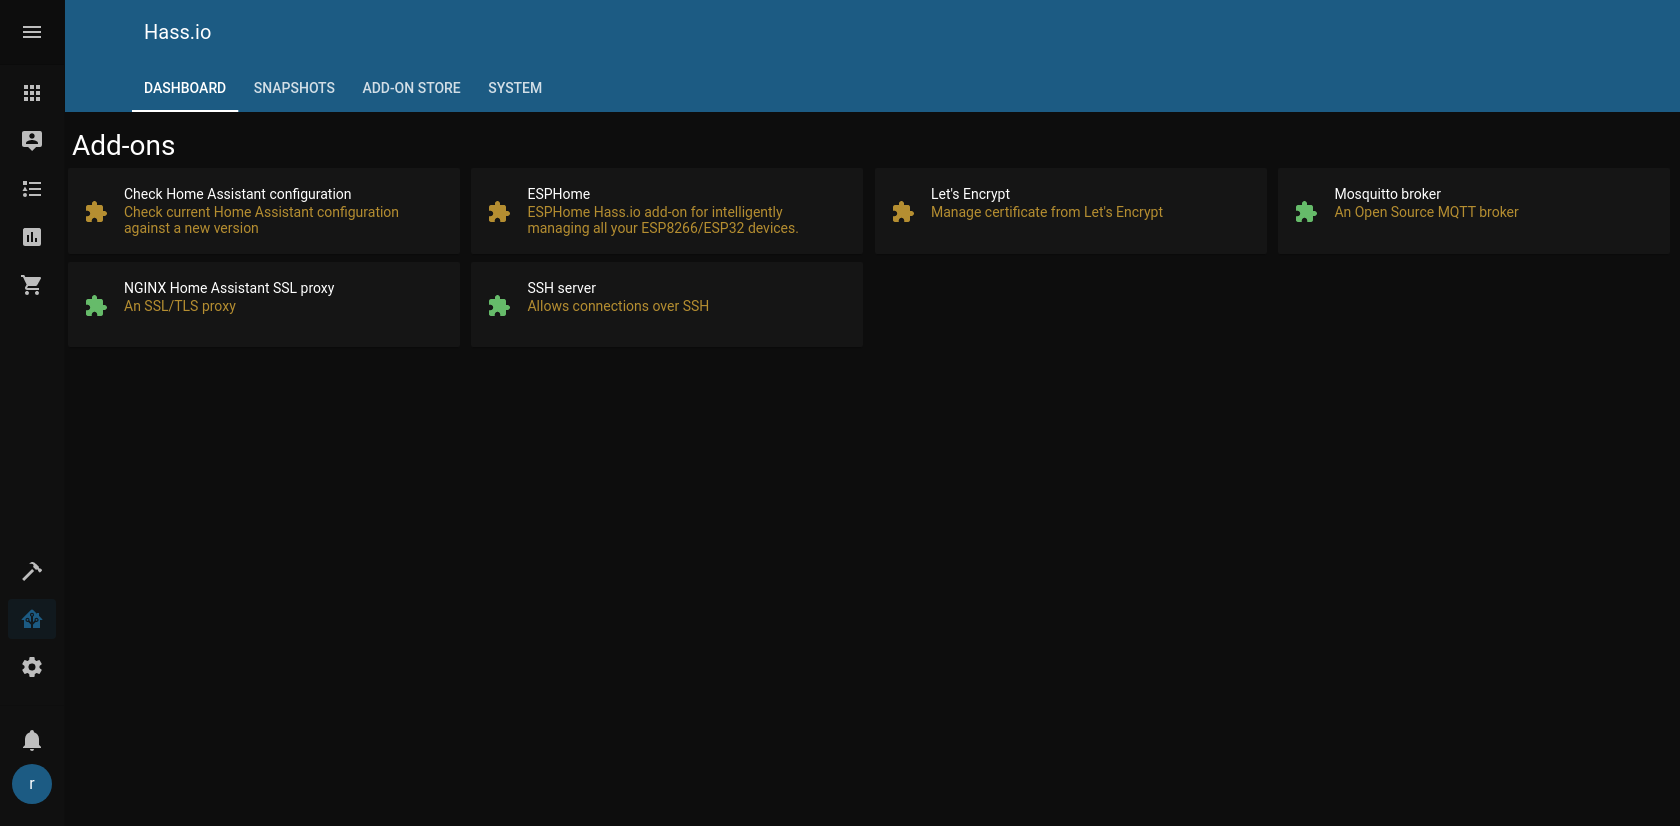 Hass.io
DASHBOARD SNAPSHOTS ADD-ON STORE SYSTEM
Add-ons
Check Home Assistant configuration
Check current Home Assistant configuration
against a new version
ESPHome
ESPHome Hass.io add-on for intelligently
managing all your ESP8266/ESP32 devices.
Let's Encrypt
Manage certificate from Let's Encrypt
Mosquitto broker
An Open Source MQTT broker
NGINX Home Assistant SSL proxy
An SSL/TLS proxy
SSH server
Allows connections over SSH
r